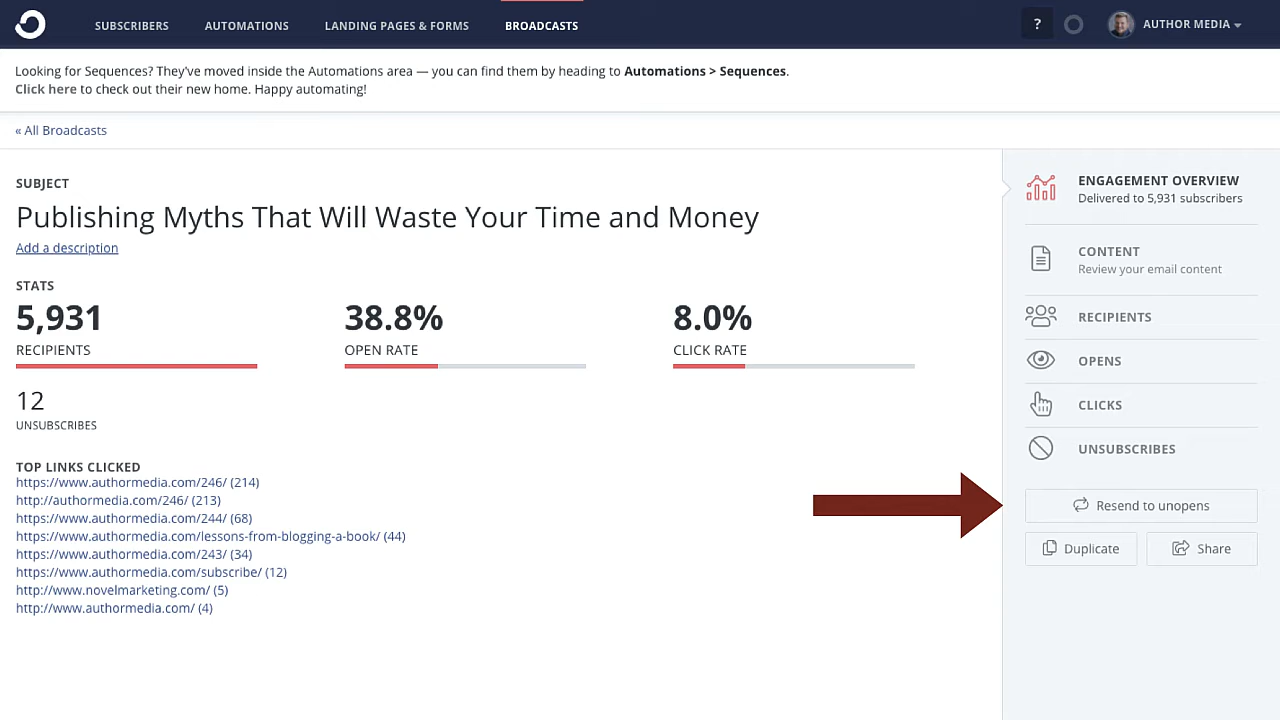 SUBSCRIBERS AUTOMATIONS LANDING PAGES & FORMS BROADCASTS ? AUTHOR MEDIA
Looking for Sequences? They've moved inside the Automations area — you can find them by heading to Automations > Sequences.
Click here to check out their new home. Happy automating!
« All Broadcasts
SUBJECT
Publishing Myths That Will Waste Your Time and Money
Add a description
STATS
5,931 38.8% 8.0%
RECIPIENTS OPEN RATE CLICK RATE
12
UNSUBSCRIBES
TOP LINKS CLICKED
https://www.authormedia.com/246/ (214)
http://authormedia.com/246/ (213)
https://www.authormedia.com/244/ (68)
https://www.authormedia.com/lessons-from-blogging-a-book/ (44)
https://www.authormedia.com/243/ (34)
https://www.authormedia.com/subscribe/ (12)
http://www.novelmarketing.com/ (5)
http://www.authormedia.com/ (4)
ENGAGEMENT OVERVIEW
Delivered to 5,931 subscribers
CONTENT
Review your email content
RECIPIENTS
OPENS
CLICKS
UNSUBSCRIBES
Resend to unopens
Duplicate Share